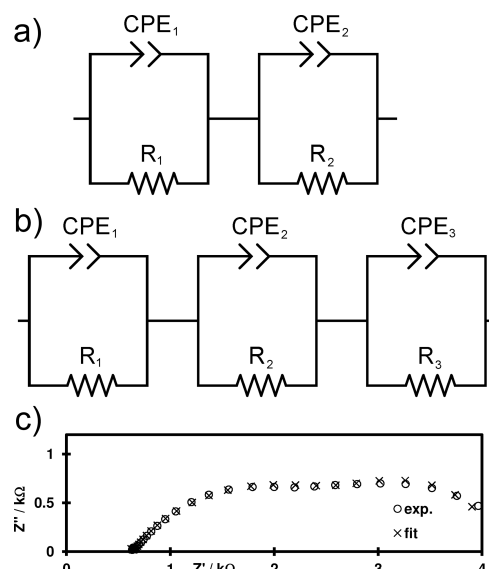 a)
CPE₁ CPE₂
R₁ R₂
b)
CPE₁ CPE₂ CPE₃
R₁ R₂ R₃
c)
Z'' / kΩ
1
0.5
0
exp.
fit
0 1 2 3 4
Z' / kΩ